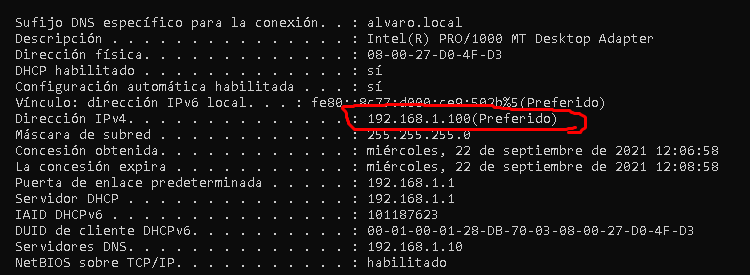 Sufijo DNS específico para la conexión. . : alvaro.local
Descripción . . . . . . . . . . . . . . . : Intel(R) PRO/1000 MT Desktop Adapter
Dirección física. . . . . . . . . . . . . : 08-00-27-D0-4F-D3
DHCP habilitado . . . . . . . . . . . . . : sí
Configuración automática habilitada . . . : sí
Vínculo: dirección IPv6 local. . . : fe80::8c77:d000:ce9:502b%5(Preferido)
Dirección IPv4. . . . . . . . . . . . . . : 192.168.1.100(Preferido)
Máscara de subred . . . . . . . . . . . . : 255.255.255.0
Concesión obtenida. . . . . . . . . . . . : miércoles, 22 de septiembre de 2021 12:06:58
La concesión expira . . . . . . . . . . . : miércoles, 22 de septiembre de 2021 12:08:58
Puerta de enlace predeterminada . . . . . : 192.168.1.1
Servidor DHCP . . . . . . . . . . . . . . : 192.168.1.1
IAID DHCPv6 . . . . . . . . . . . . . . . : 101187623
DUID de cliente DHCPv6. . . . . . . . . . : 00-01-00-01-28-DB-70-03-08-00-27-D0-4F-D3
Servidores DNS. . . . . . . . . . . . . . : 192.168.1.10
NetBIOS sobre TCP/IP. . . . . . . . . . . : habilitado